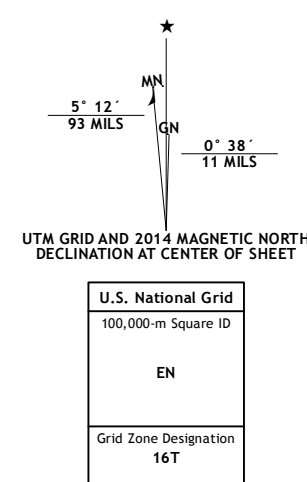 MN
GN
5° 12´
93 MILS
0° 38´
11 MILS
UTM GRID AND 2014 MAGNETIC NORTH
DECLINATION AT CENTER OF SHEET
U.S. National Grid
100,000-m Square ID
EN
Grid Zone Designation
16T